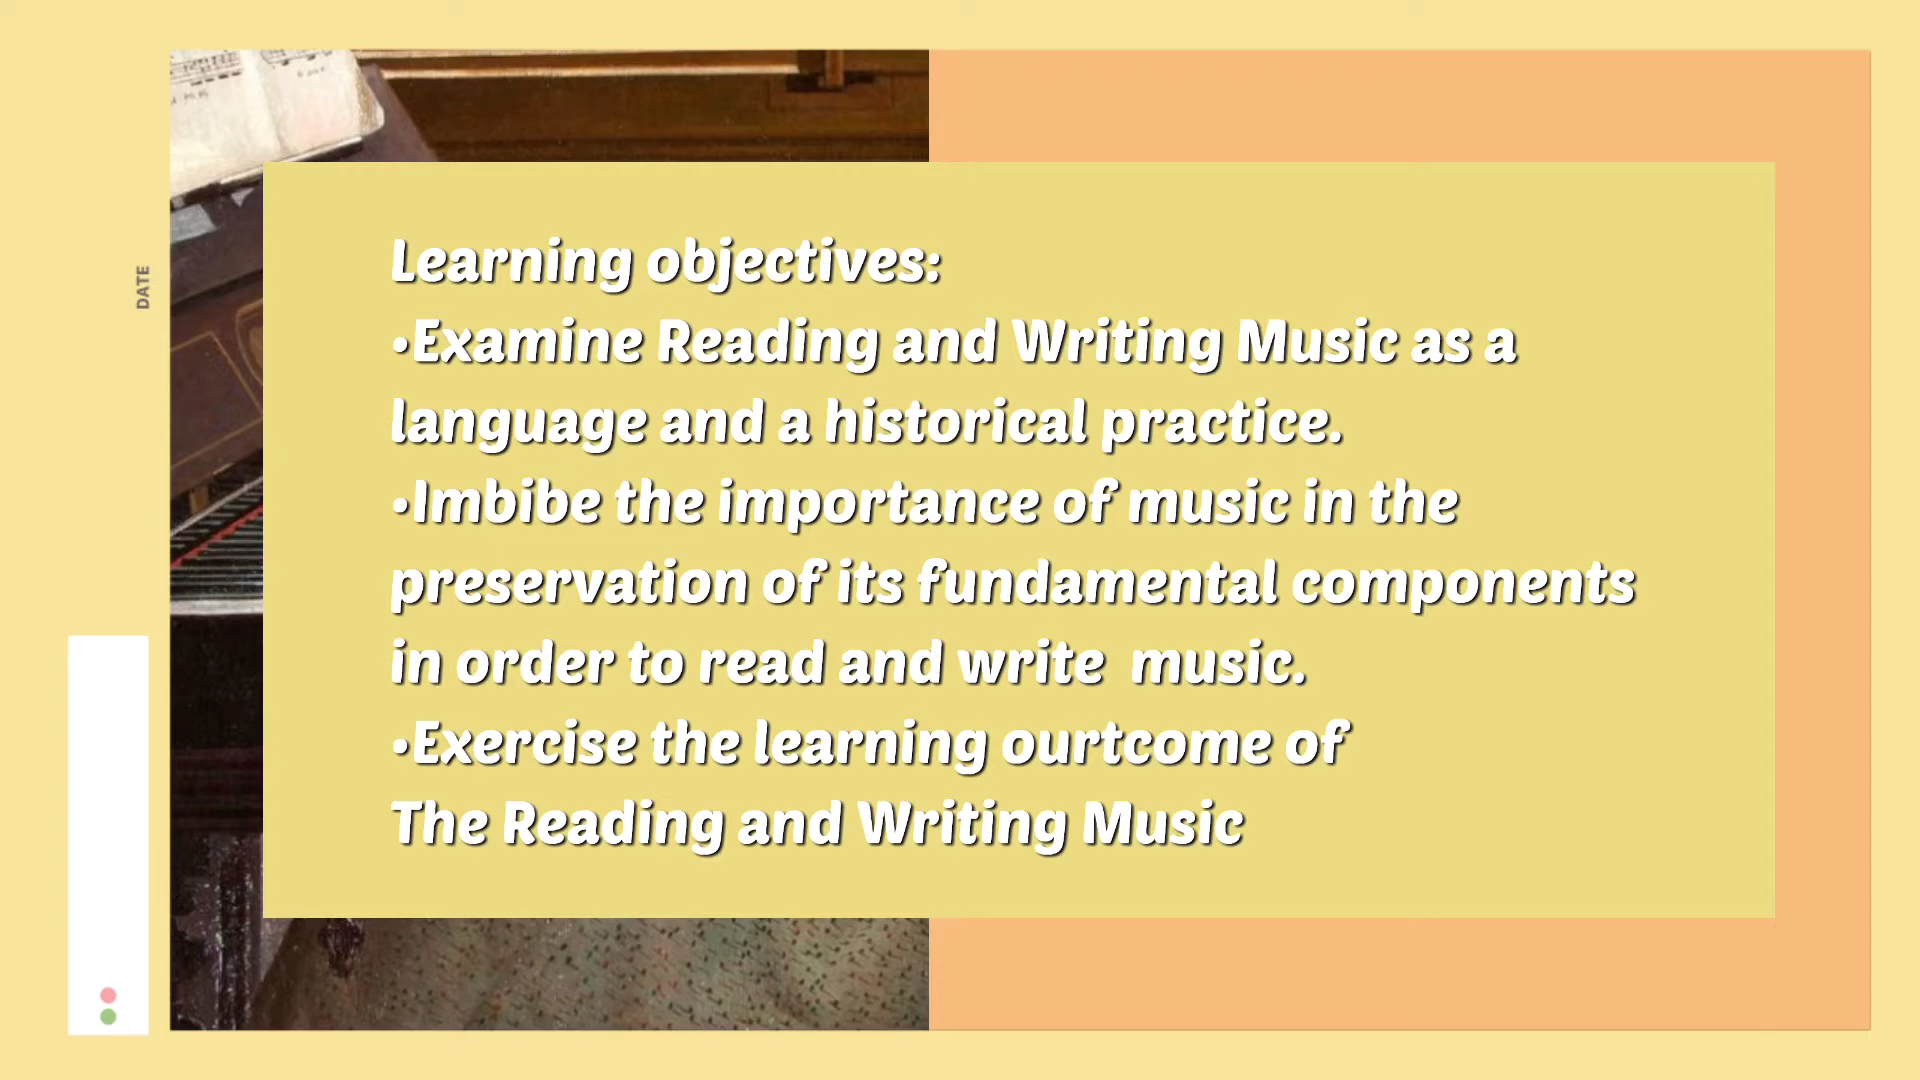 DATE
Learning objectives:
•Examine Reading and Writing Music as a
language and a historical practice.
•Imbibe the importance of music in the
preservation of its fundamental components
in order to read and write  music.
•Exercise the learning ourtcome of
The Reading and Writing Music